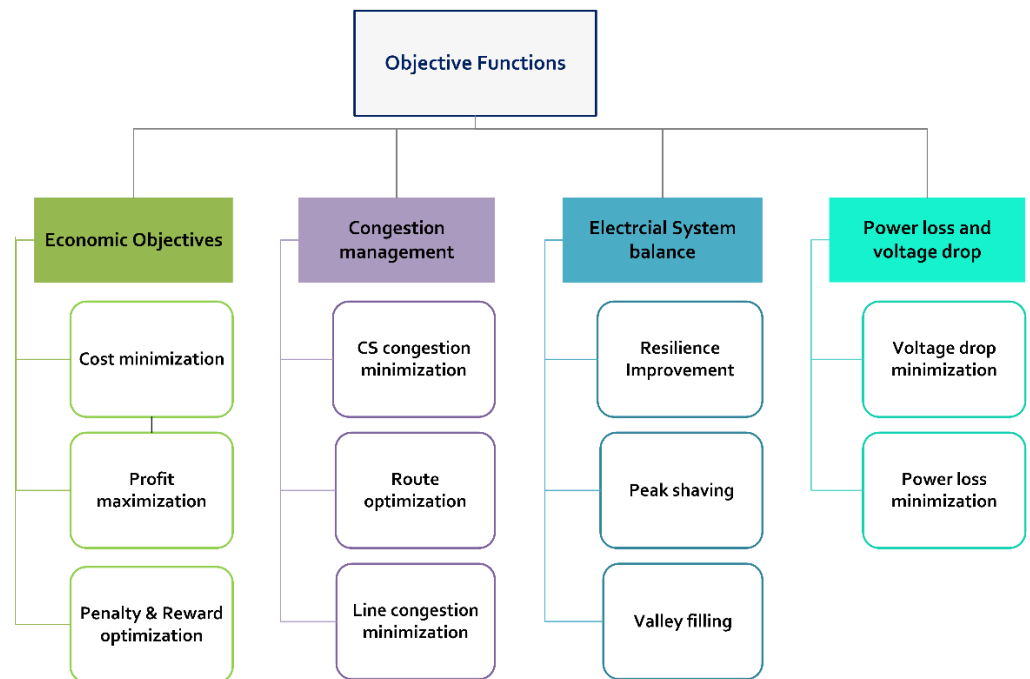 Objective Functions
Economic Objectives
Congestion
management
Electrcial System
balance
Power loss and
voltage drop
Cost minimization
CS congestion
minimization
Resilience
Improvement
Voltage drop
minimization
Profit
maximization
Route
optimization
Peak shaving
Power loss
minimization
Penalty & Reward
optimization
Line congestion
minimization
Valley filling